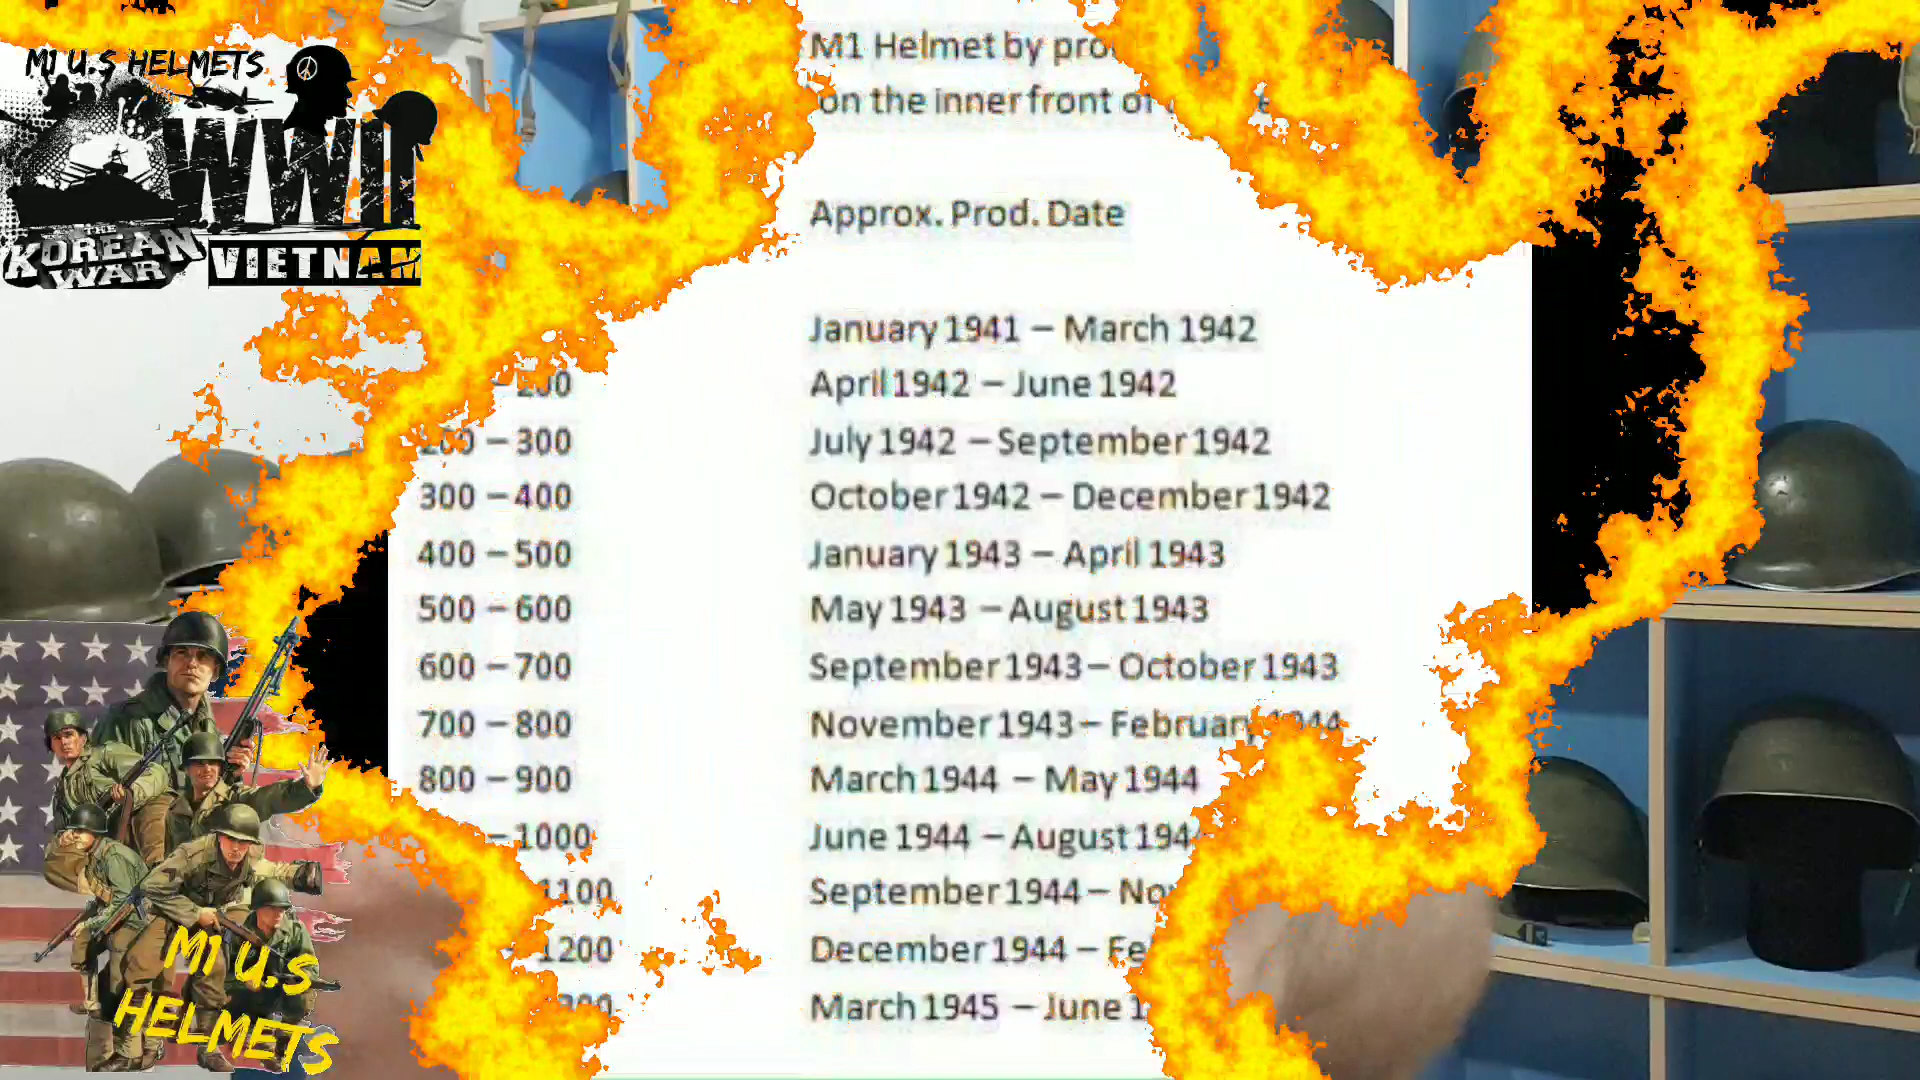 M1 U.S HELMETS
WWII
THE
KOREAN
WAR
VIETNAM
M1 Helmet by
on the inner front of
Approx. Prod. Date
January 1941 – March 1942
April 1942 – June 1942
– 300 July 1942 – September 1942
300 – 400 October 1942 – December 1942
400 – 500 January 1943 – April 1943
500 – 600 May 1943 – August 1943
600 – 700 September 1943 – October 1943
700 – 800 November 1943 – February 1944
800 – 900 March 1944 – May 1944
– 1000 June 1944 – August
1100 September 1944 –
1200 December 1944 –
March 1945 – June
M1 U.S
HELMETS